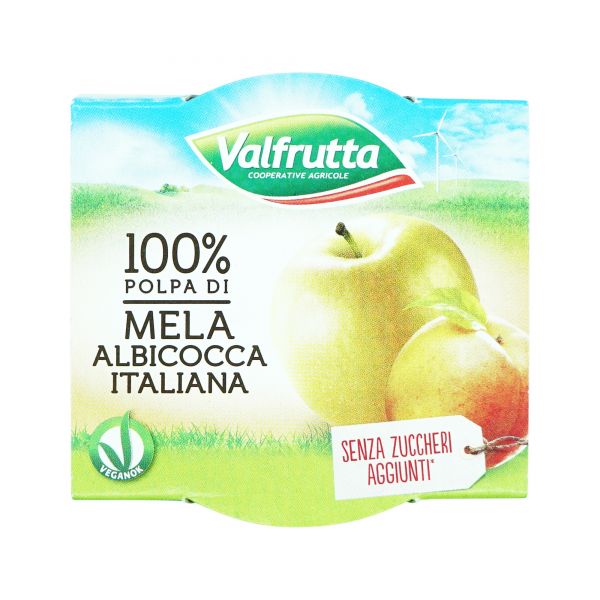 Valfrutta
COOPERATIVE AGRICOLE
100%
POLPA DI
MELA
ALBICOCCA
ITALIANA
SENZA ZUCCHERI
AGGIUNTI*
VEGANOK